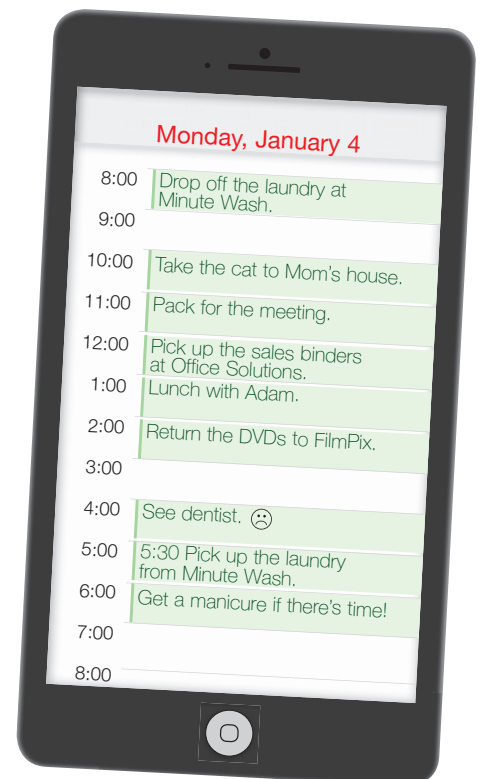 Monday, January 4
8:00 Drop off the laundry at
Minute Wash.
9:00
10:00 Take the cat to Mom's house.
11:00 Pack for the meeting.
12:00 Pick up the sales binders
at Office Solutions.
1:00 Lunch with Adam.
2:00 Return the DVDs to FilmPix.
3:00
4:00 See dentist. ☹
5:00 5:30 Pick up the laundry
from Minute Wash.
6:00 Get a manicure if there's time!
7:00
8:00